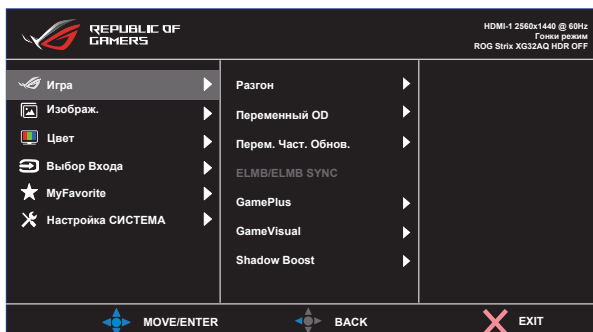 REPUBLIC OF
GAMERS
HDMI-1 2560x1440 @ 60Hz
Гонки режим
ROG Strix XG32AQ HDR OFF
Игра
Изображ.
Цвет
Выбор Входа
MyFavorite
Настройка СИСТЕМА
Разгон
Переменный OD
Перем. Част. Обнов.
ELMB/ELMB SYNC
GamePlus
GameVisual
Shadow Boost
MOVE/ENTER
BACK
EXIT